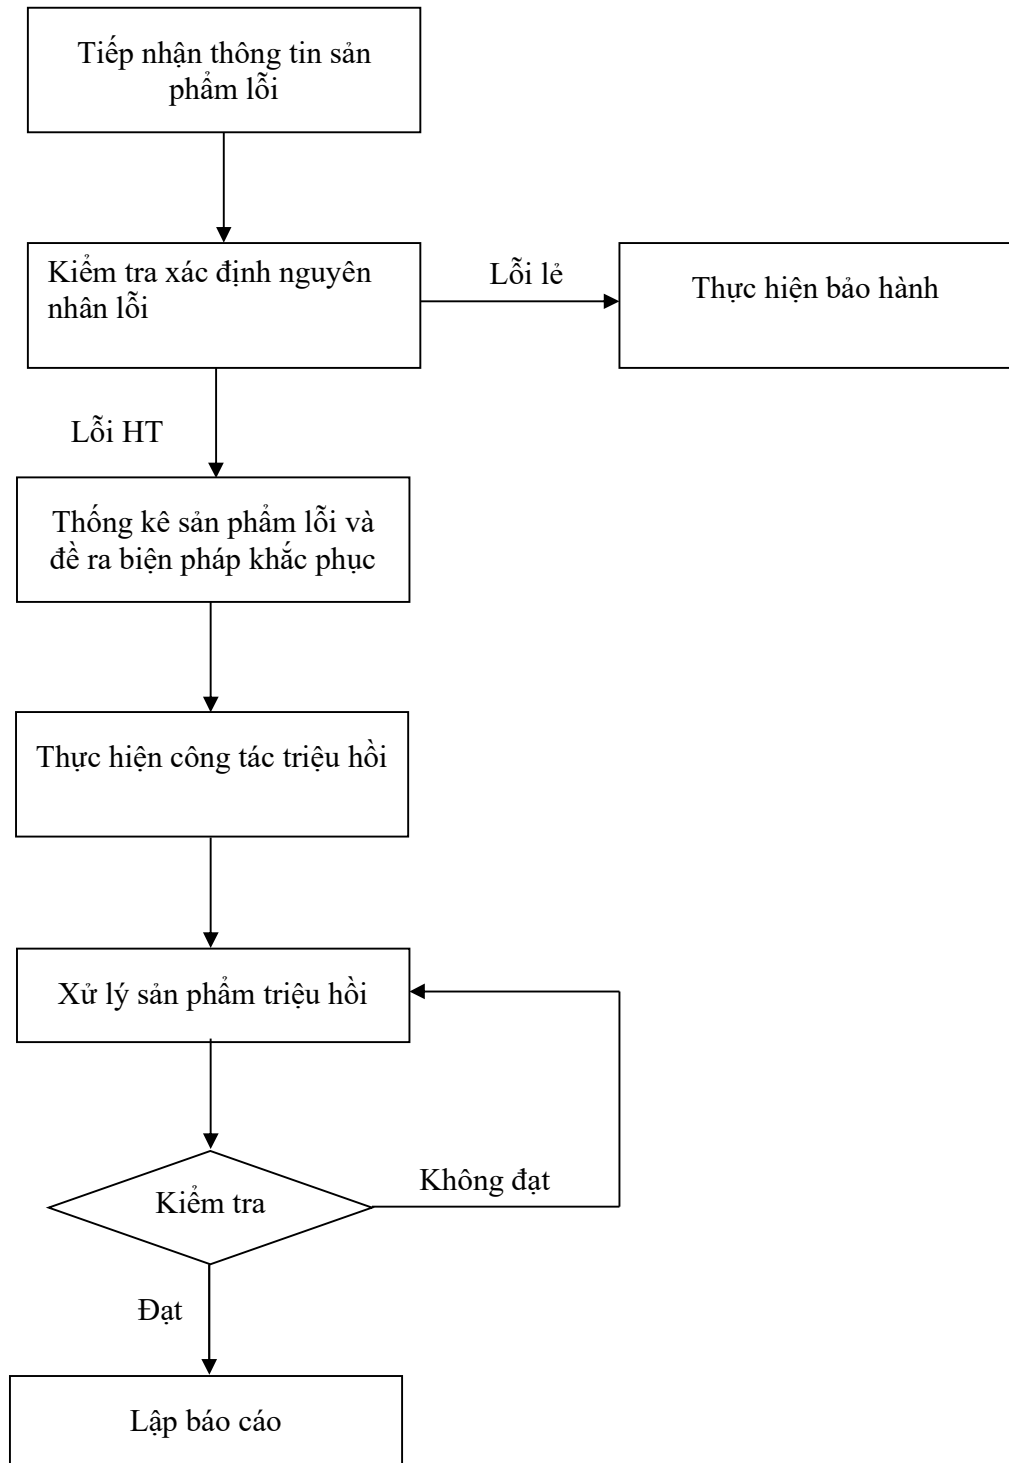 Tiếp nhận thông tin sản
phẩm lỗi
Kiểm tra xác định nguyên
nhân lỗi
Lỗi lẻ
Thực hiện bảo hành
Lỗi HT
Thống kê sản phẩm lỗi và
đề ra biện pháp khắc phục
Thực hiện công tác triệu hồi
Xử lý sản phẩm triệu hồi
Kiểm tra
Không đạt
Đạt
Lập báo cáo